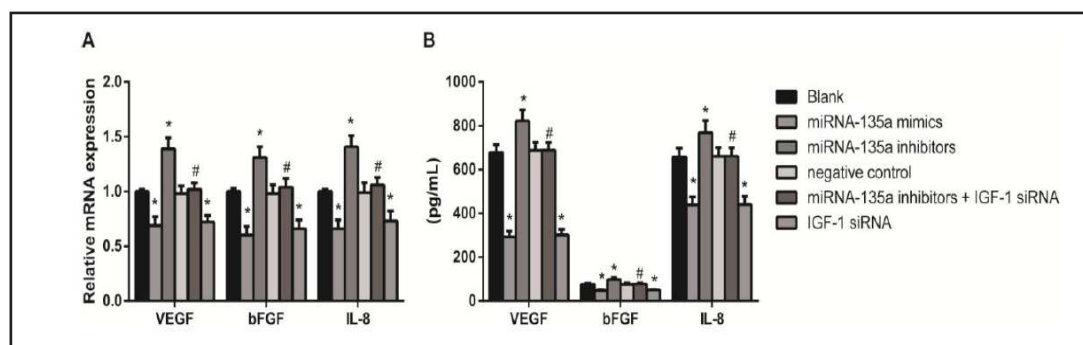 A
Relative mRNA expression
2.0
1.5
1.0
0.5
0.0
*
*
*
#
*
*
*
#
*
*
*
#
*
VEGF
bFGF
IL-8
B
(pg/mL)
1000
800
600
400
200
0
*
*
#
*
*
*
#
*
*
*
#
*
VEGF
bFGF
IL-8
Blank
miRNA-135a mimics
miRNA-135a inhibitors
negative control
miRNA-135a inhibitors + IGF-1 siRNA
IGF-1 siRNA